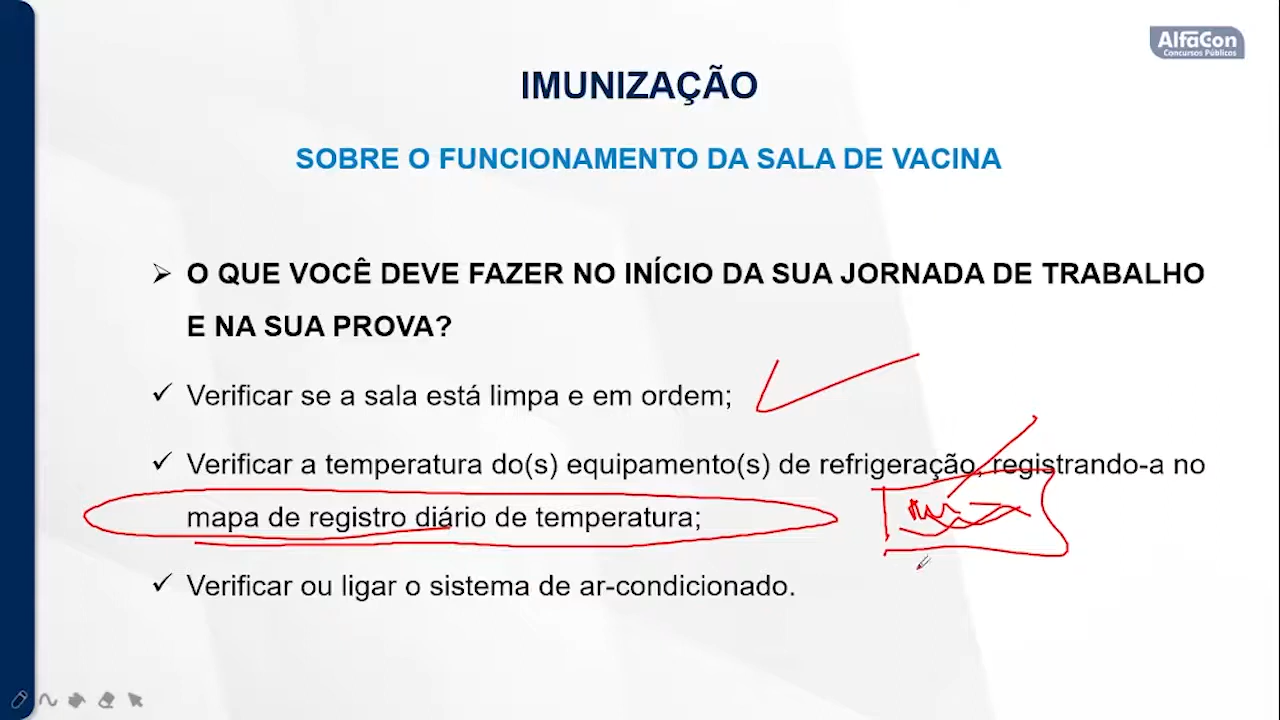 AlfaCon
Concursos Públicos
IMUNIZAÇÃO
SOBRE O FUNCIONAMENTO DA SALA DE VACINA
➢ O QUE VOCÊ DEVE FAZER NO INÍCIO DA SUA JORNADA DE TRABALHO
E NA SUA PROVA?
✓ Verificar se a sala está limpa e em ordem;
✓ Verificar a temperatura do(s) equipamento(s) de refrigeração, registrando-a no
mapa de registro diário de temperatura;
✓ Verificar ou ligar o sistema de ar-condicionado.